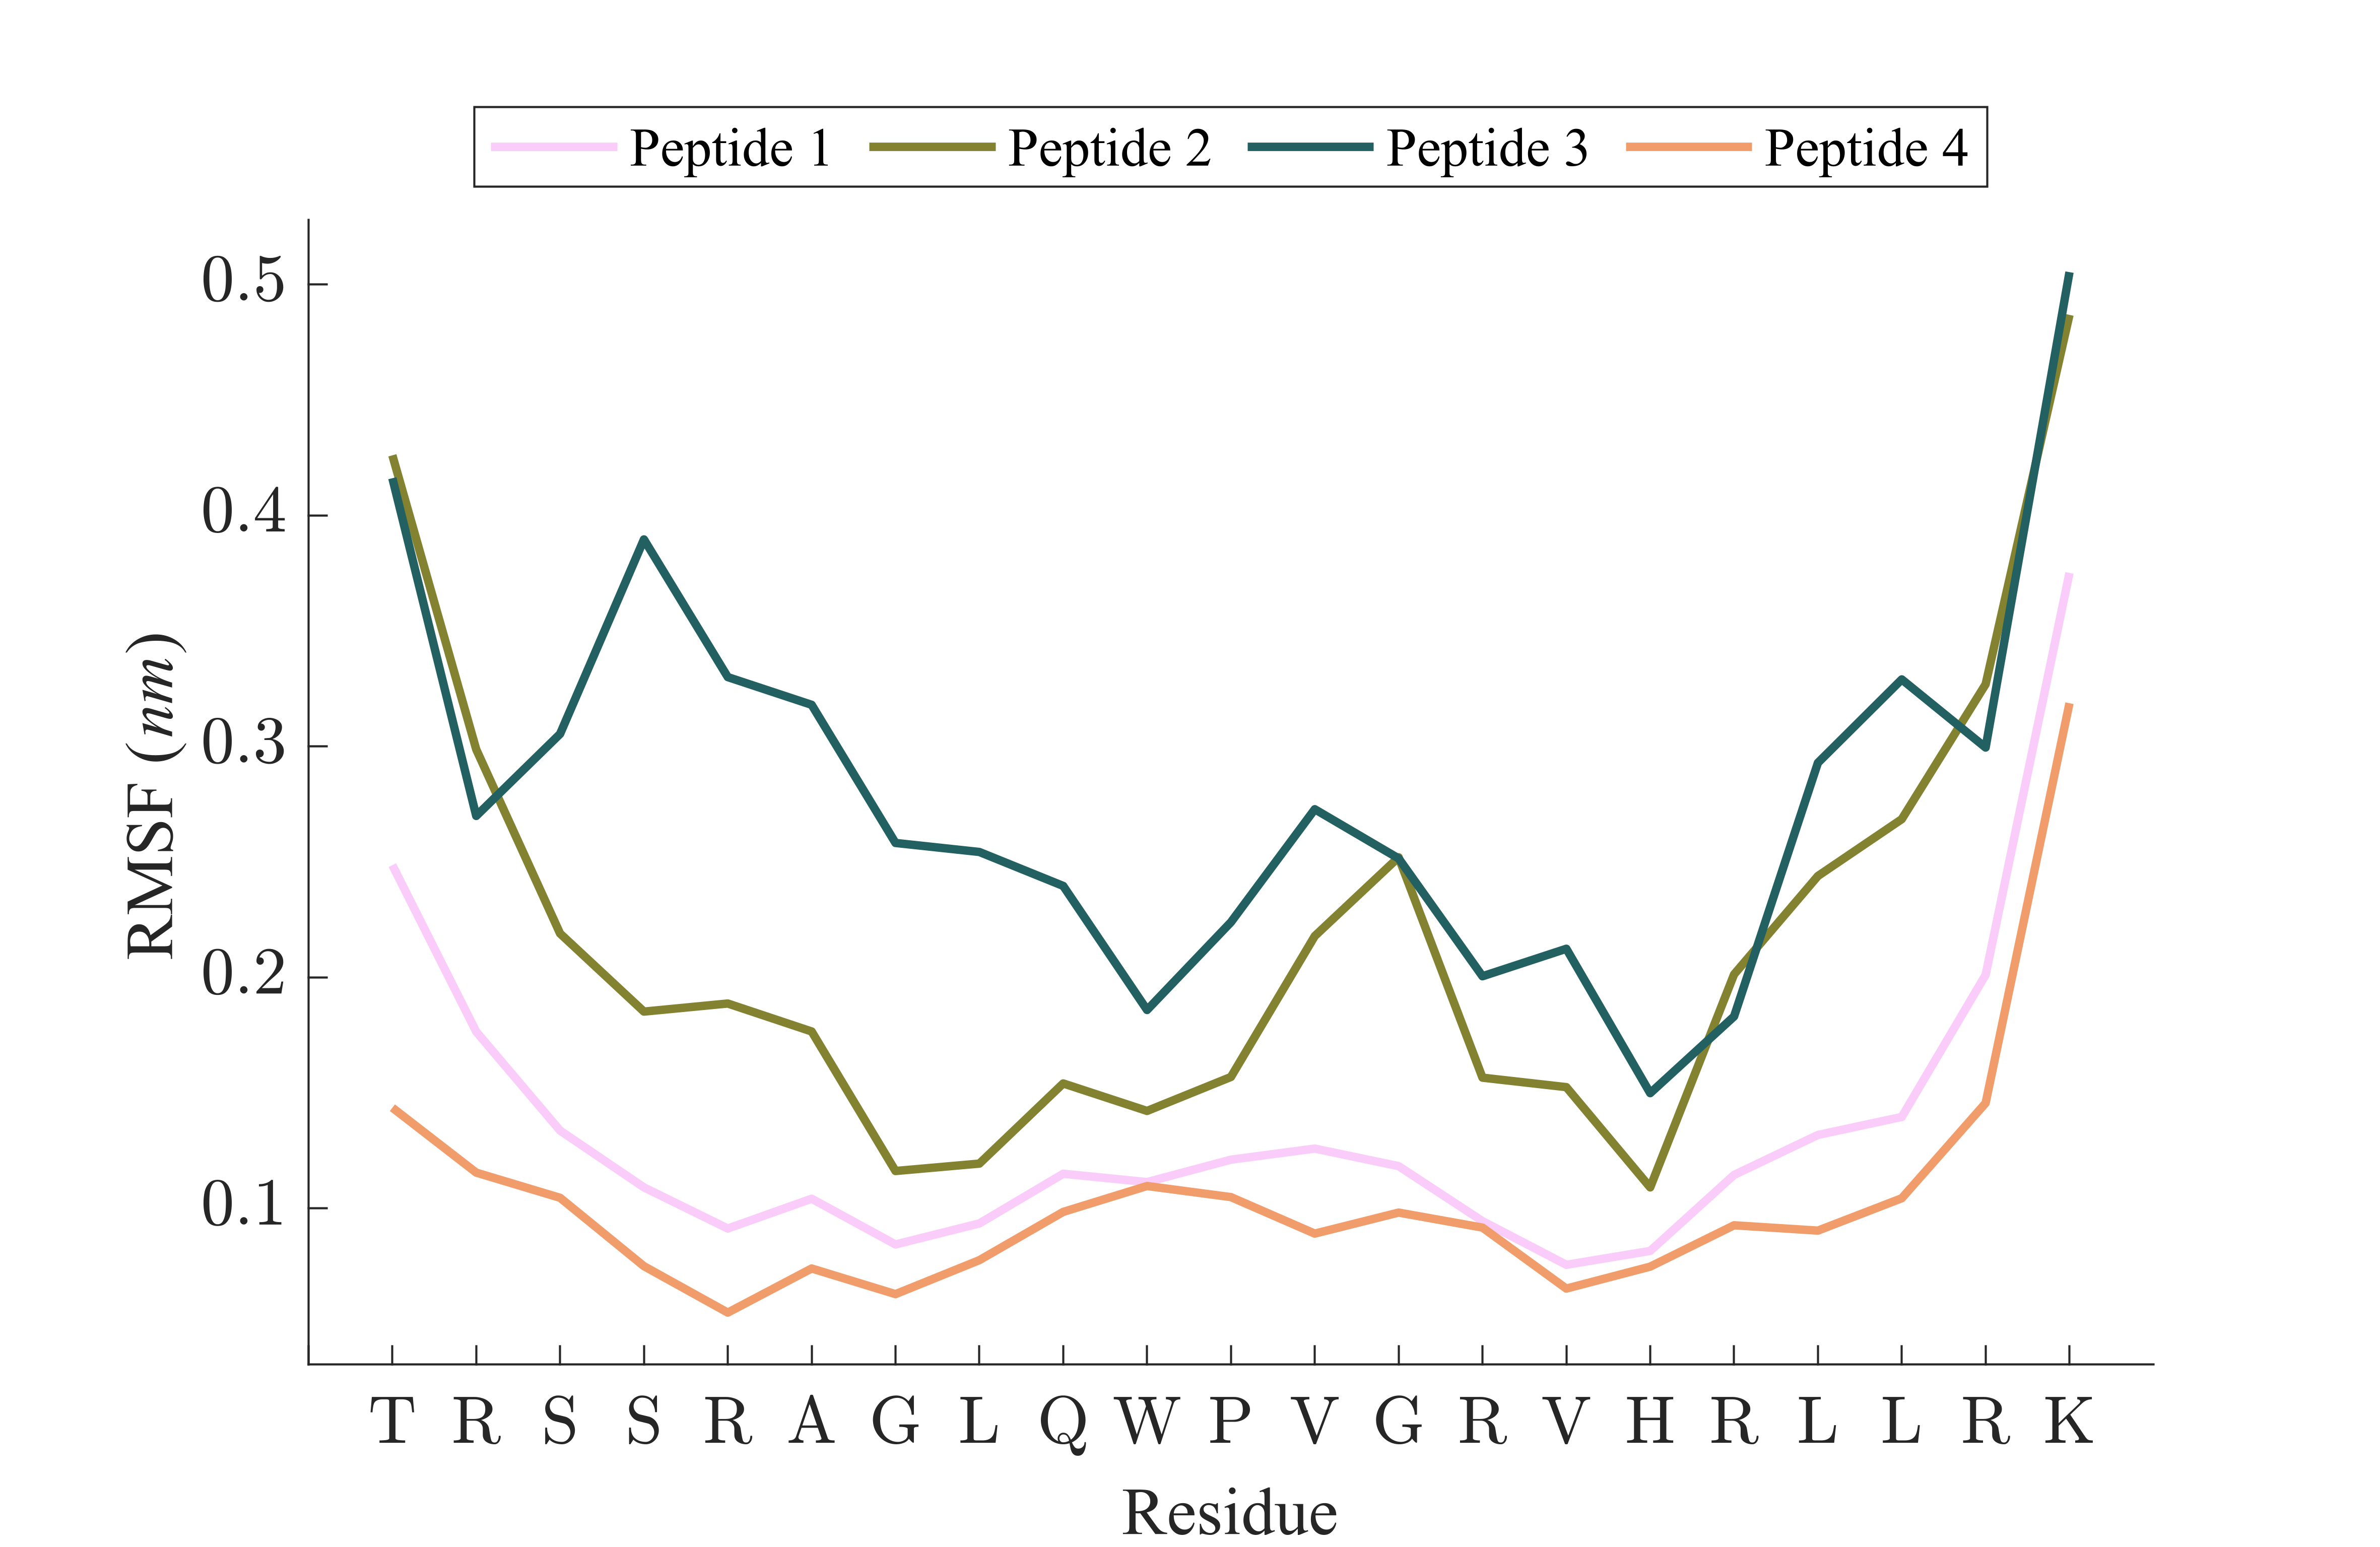 Peptide 1 Peptide 2 Peptide 3 Peptide 4
0.5
0.4
0.3
0.2
0.1
RMSF (nm)
T R S S R A G L Q W P V G R V H R L L R K
Residue